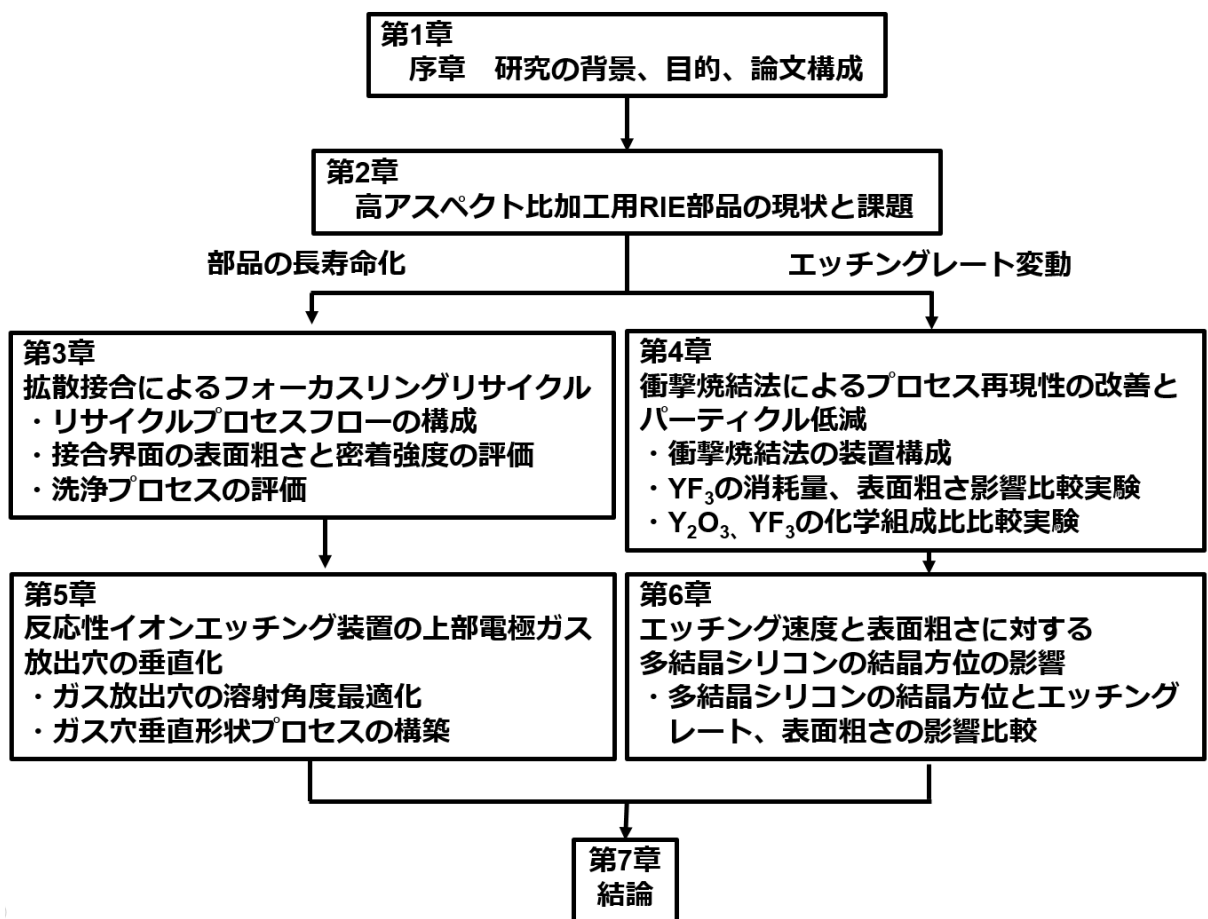 第1章
序章　研究の背景、目的、論文構成
第2章
高アスペクト比加工用RIE部品の現状と課題
部品の長寿命化
エッチングレート変動
第3章
拡散接合によるフォーカスリングリサイクル
・リサイクルプロセスフローの構成
・接合界面の表面粗さと密着強度の評価
・洗浄プロセスの評価
第4章
衝撃焼結法によるプロセス再現性の改善と
パーティクル低減
・衝撃焼結法の装置構成
・YF₃の消耗量、表面粗さ影響比較実験
・Y₂O₃、YF₃の化学組成比比較実験
第5章
反応性イオンエッチング装置の上部電極ガス
放出穴の垂直化
・ガス放出穴の溶射角度最適化
・ガス穴垂直形状プロセスの構築
第6章
エッチング速度と表面粗さに対する
多結晶シリコンの結晶方位の影響
・多結晶シリコンの結晶方位とエッチング
レート、表面粗さの影響比較
第7章
結論